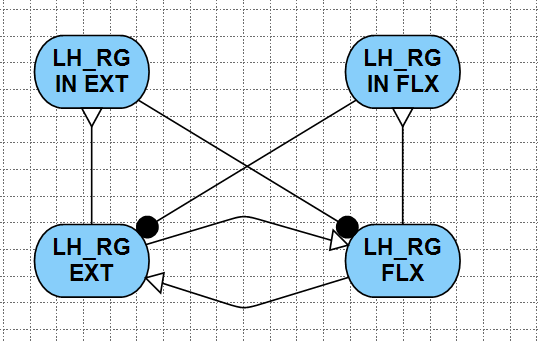 LH_RG
IN EXT
LH_RG
IN FLX
LH_RG
EXT
LH_RG
FLX